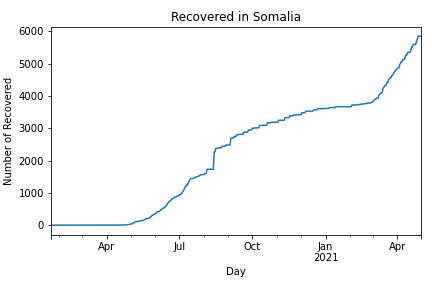 Recovered in Somalia
Number of Recovered
6000
5000
4000
3000
2000
1000
0
Apr
Jul
Oct
Jan
2021
Apr
Day